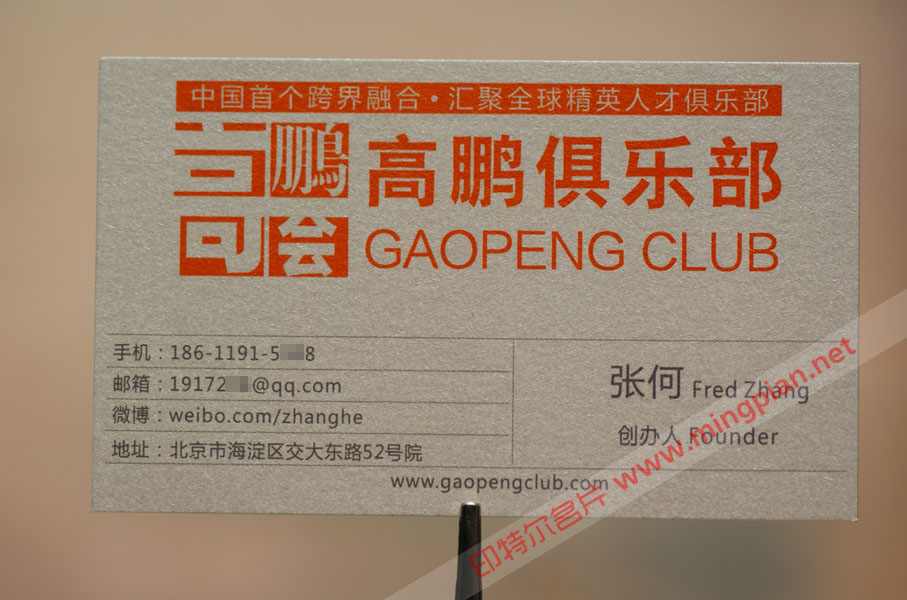 中国首个跨界融合·汇聚全球精英人才俱乐部
鹏
会
高鹏俱乐部
GAOPENG CLUB
手机：186-1191-5 8
邮箱：19172 @qq.com
微博：weibo.com/zhanghe
地址：北京市海淀区交大东路52号院
张何 Fred Zhang
创办人 Founder
www.gaopengclub.com
印特尔名片 www.mingpian.net